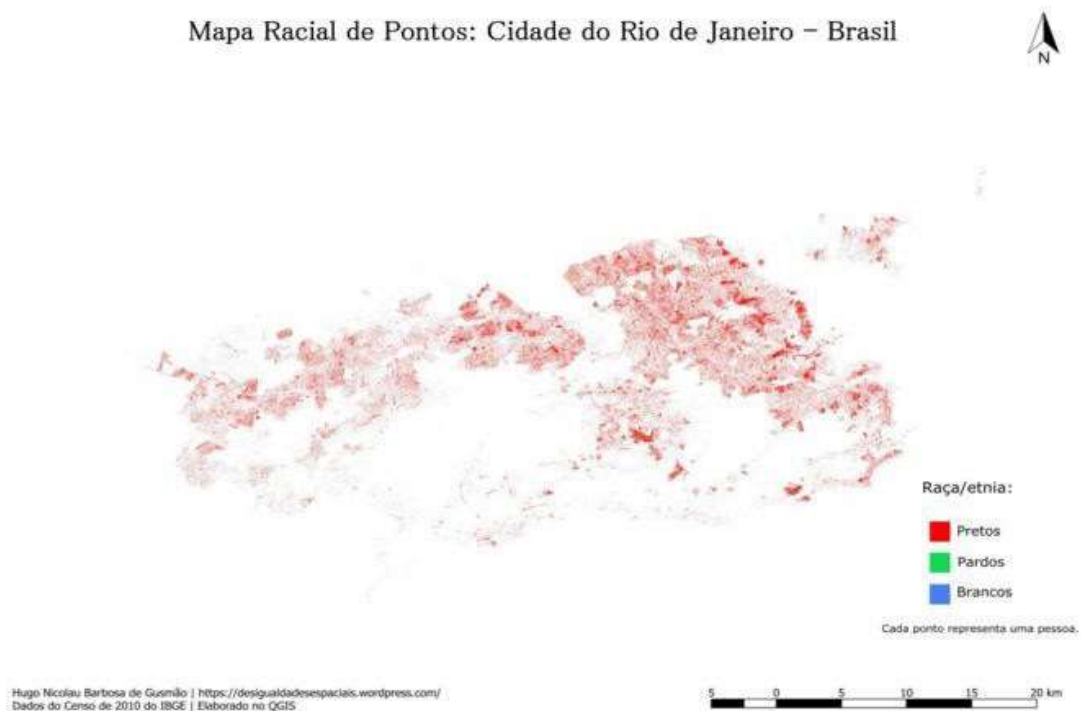 Mapa Racial de Pontos: Cidade do Rio de Janeiro - Brasil
N
Raça/etnia:
Pretos
Pardos
Brancos
Cada ponto representa uma pessoa.
Hugo Nicolau Barbosa de Gusmão | https://desigualdadesespaciais.wordpress.com/
Dados do Censo de 2010 do IBGE | Elaborado no QGIS
5 0 5 10 15 20 km